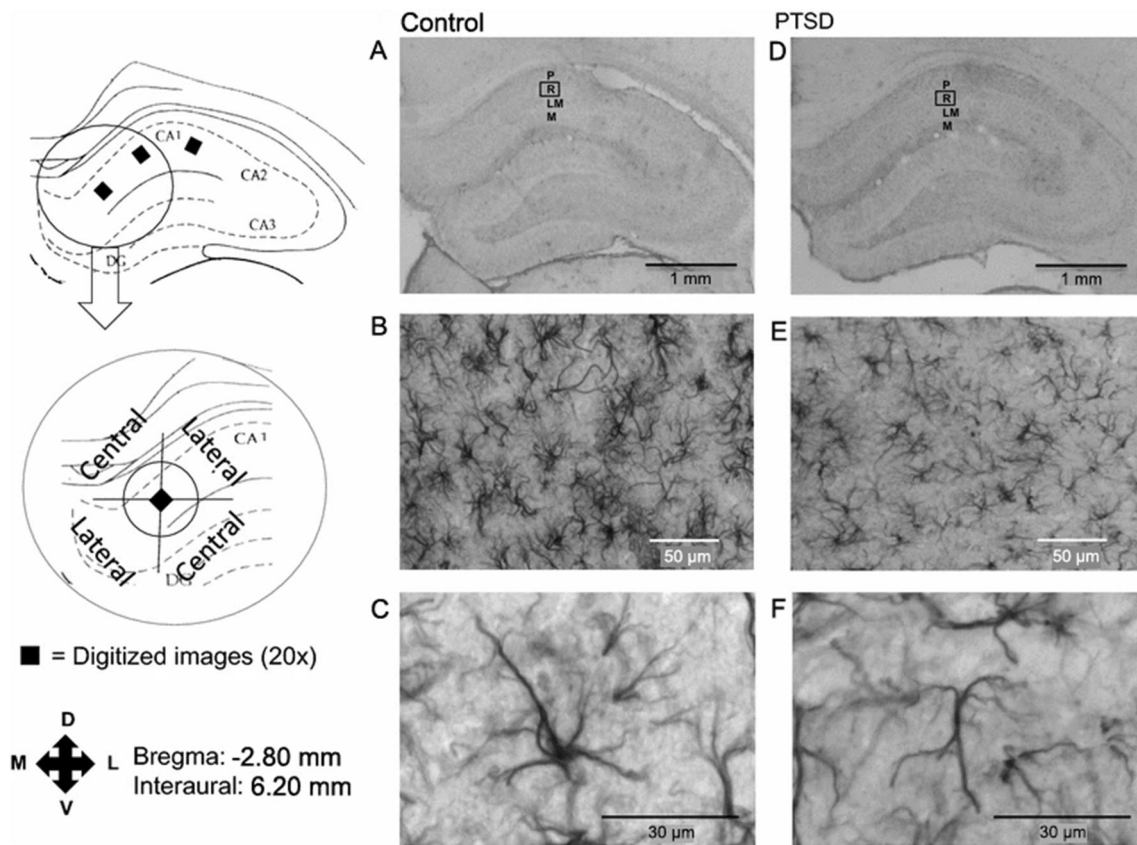 Control
PTSD
A
P
R
LM
M
1 mm
D
P
R
LM
M
1 mm
CA1
CA2
CA3
DG
B
50 µm
E
50 µm
Central
Lateral
CA1
Lateral
Central
DG
C
30 µm
F
30 µm
= Digitized images (20x)
D
M L
V
Bregma: -2.80 mm
Interaural: 6.20 mm